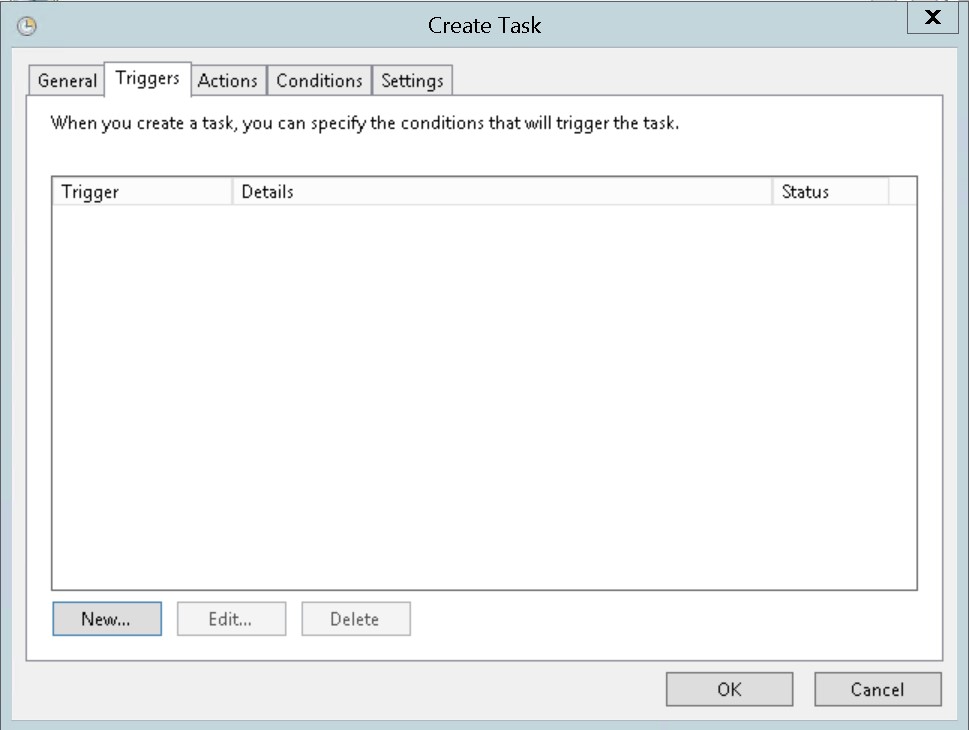 Create Task
General Triggers Actions Conditions Settings
When you create a task, you can specify the conditions that will trigger the task.
Trigger Details Status
New... Edit... Delete
OK Cancel